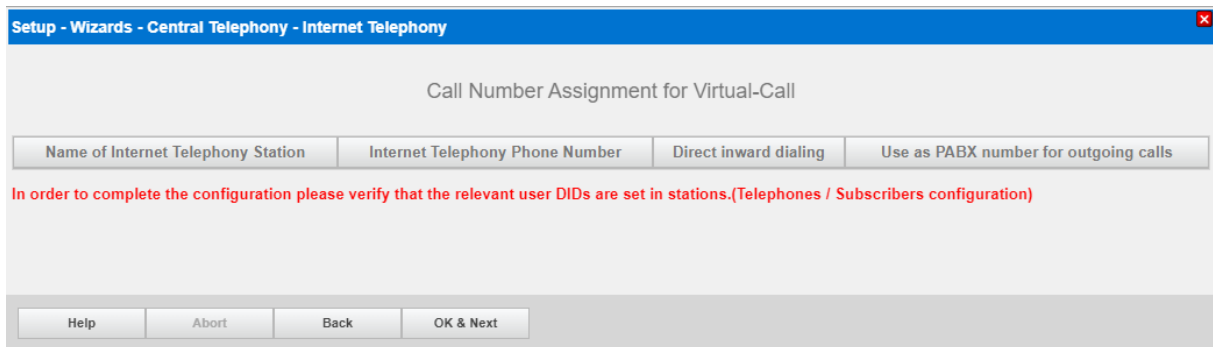 Setup - Wizards - Central Telephony - Internet Telephony
Call Number Assignment for Virtual-Call
Name of Internet Telephony Station Internet Telephony Phone Number Direct inward dialing Use as PABX number for outgoing calls
In order to complete the configuration please verify that the relevant user DIDs are set in stations.(Telephones / Subscribers configuration)
Help Abort Back OK & Next